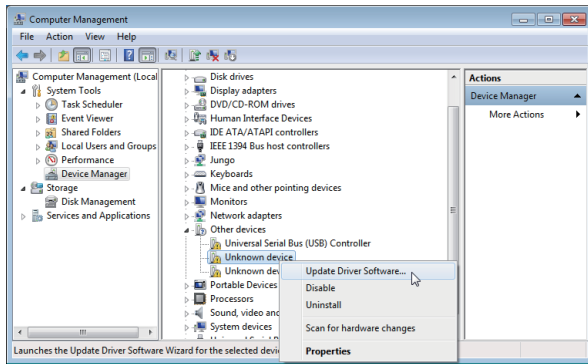 Computer Management
File Action View Help
Computer Management (Local
System Tools
Task Scheduler
Event Viewer
Shared Folders
Local Users and Groups
Performance
Device Manager
Storage
Disk Management
Services and Applications
Disk drives
Display adapters
DVD/CD-ROM drives
Human Interface Devices
IDE ATA/ATAPI controllers
IEEE 1394 Bus host controllers
Jungo
Keyboards
Mice and other pointing devices
Monitors
Network adapters
Other devices
Universal Serial Bus (USB) Controller
Unknown device
Unknown dev
Portable Devices
Processors
Sound, video and
System devices
Update Driver Software...
Disable
Uninstall
Scan for hardware changes
Properties
Actions
Device Manager
More Actions
Launches the Update Driver Software Wizard for the selected devi